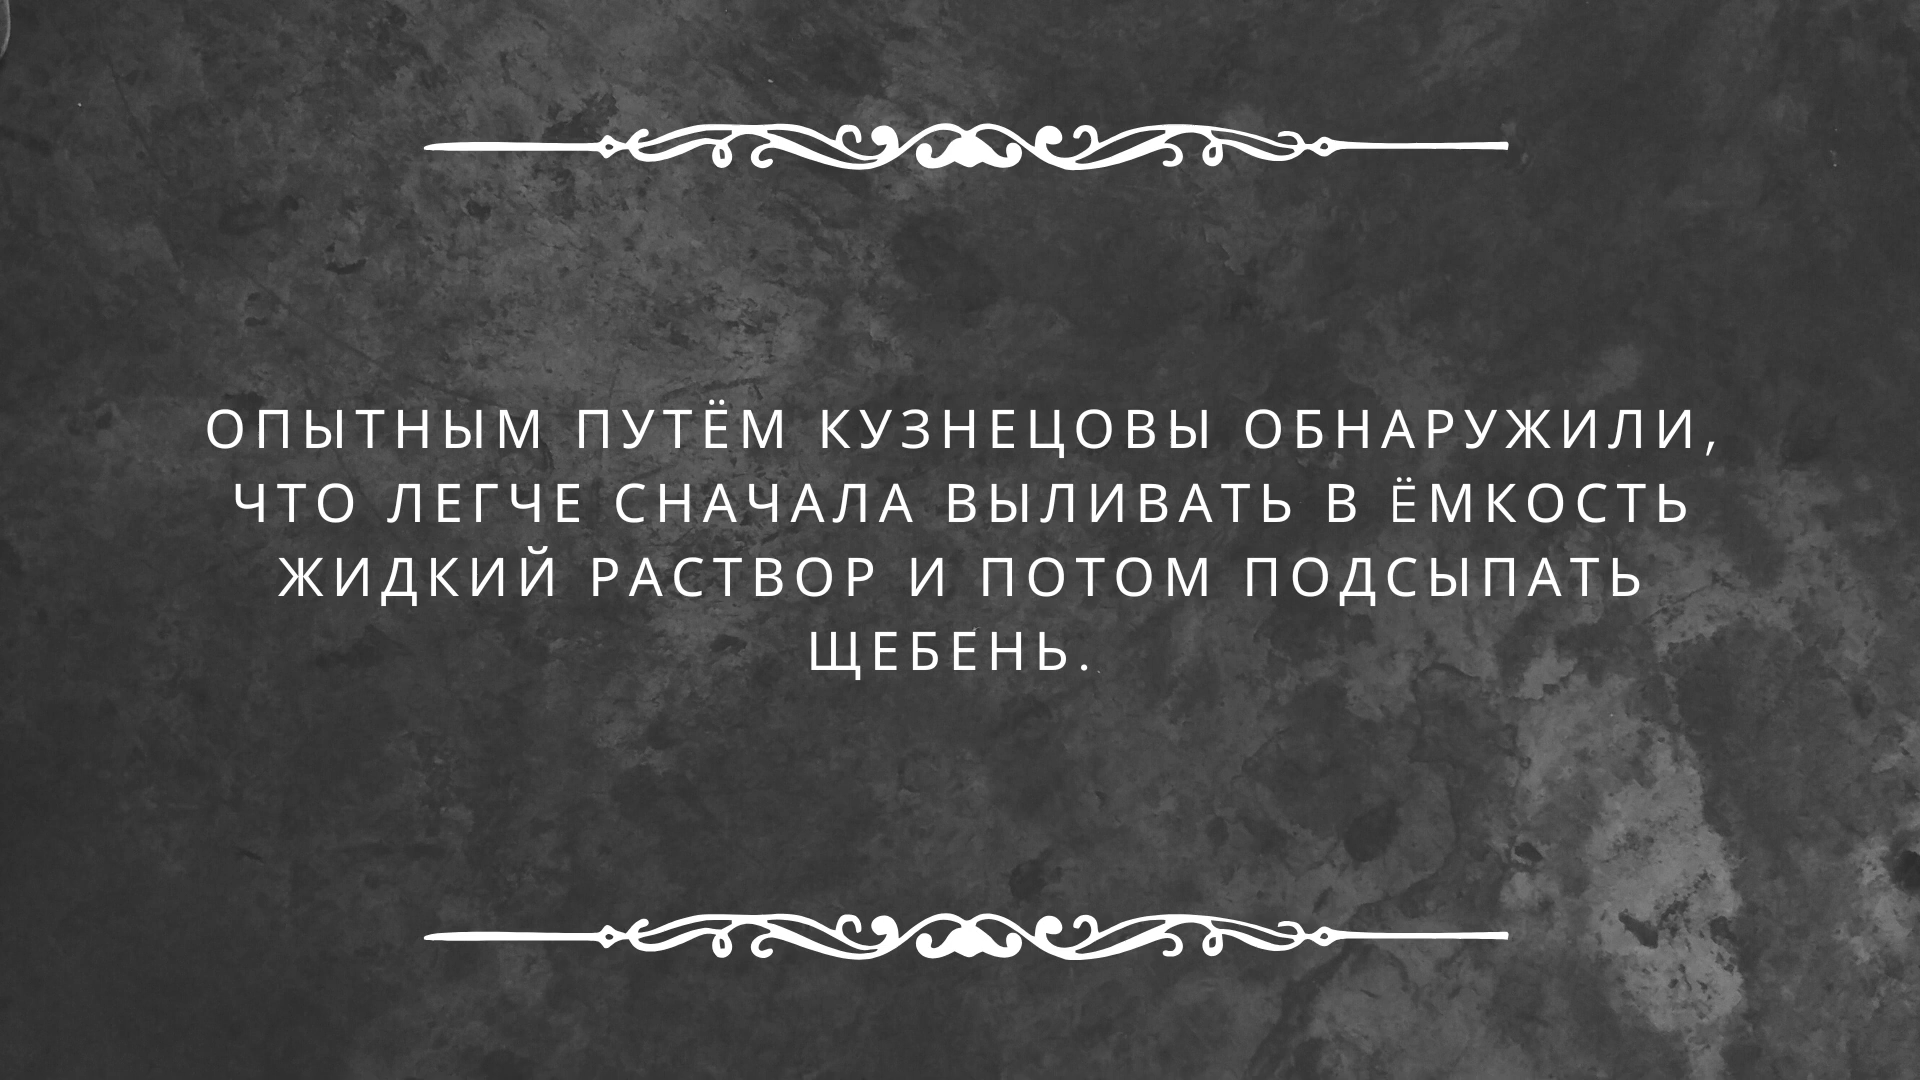 ОПЫТНЫМ ПУТЁМ КУЗНЕЦОВЫ ОБНАРУЖИЛИ,
ЧТО ЛЕГЧЕ СНАЧАЛА ВЫЛИВАТЬ В ЁМКОСТЬ
ЖИДКИЙ РАСТВОР И ПОТОМ ПОДСЫПАТЬ
ЩЕБЕНЬ.